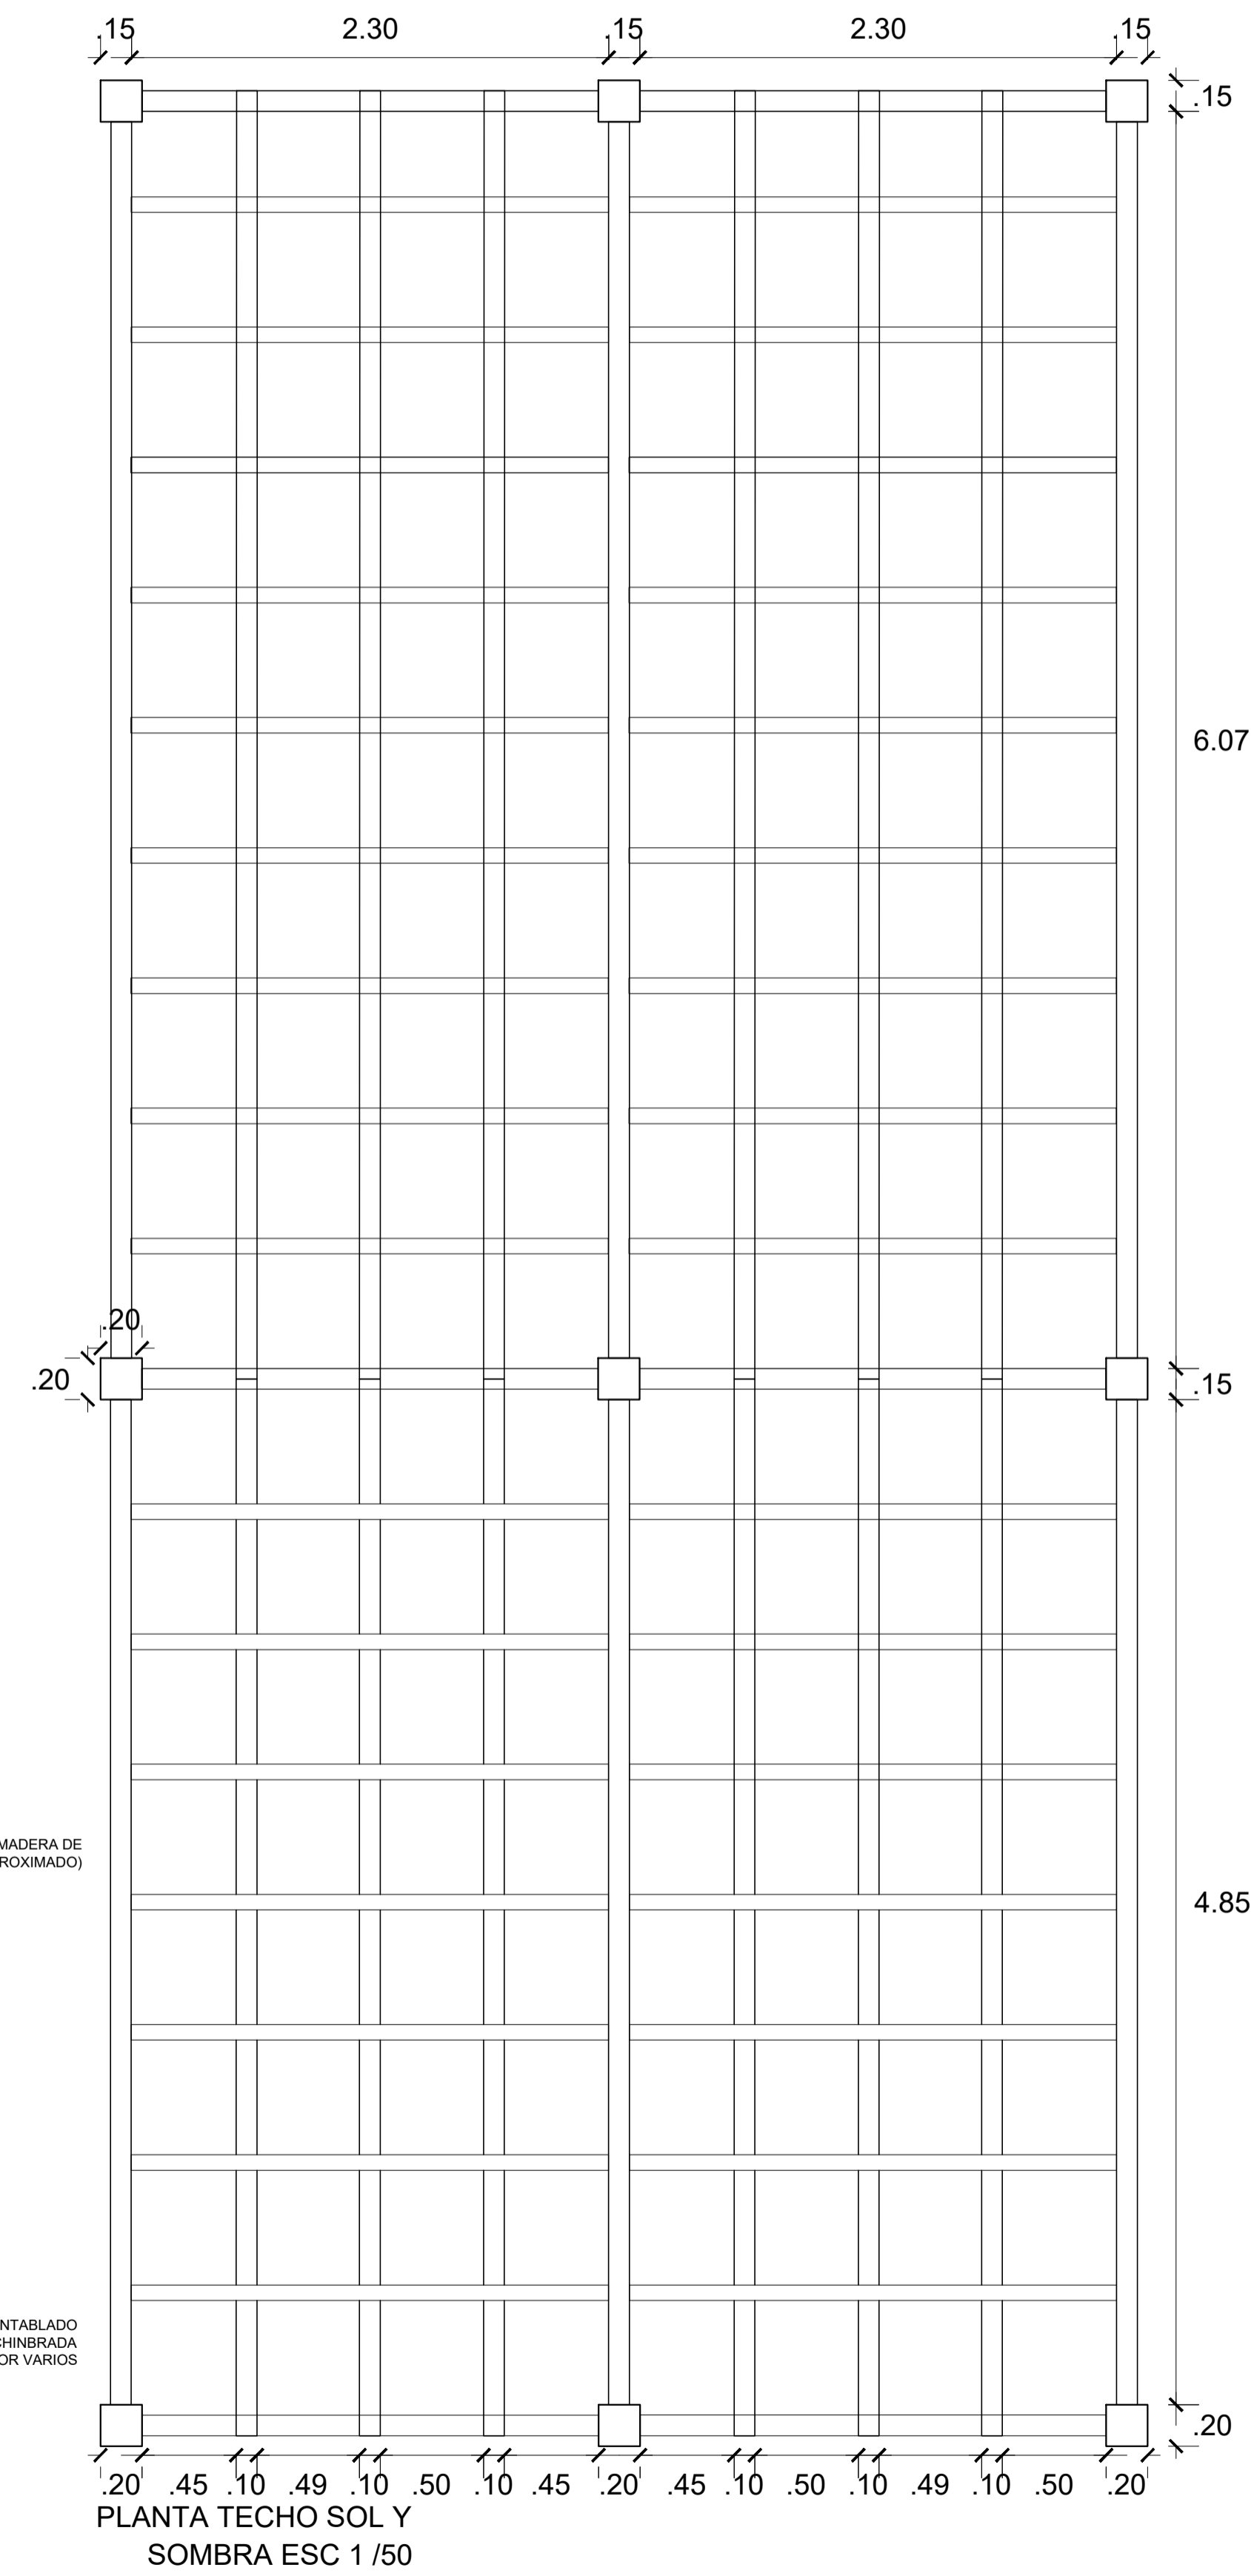 .15 2.30 .15 2.30 .15
.15
6.07
.20
.20
.15
MADERA DE
ROXIMADO)
4.85
NTABLADO
CHINBRADA
OR VARIOS
.20
.20 .45 .10 .49 .10 .50 .10 .45 .20 .45 .10 .50 .10 .49 .10 .50 .20
PLANTA TECHO SOL Y
SOMBRA ESC 1 /50